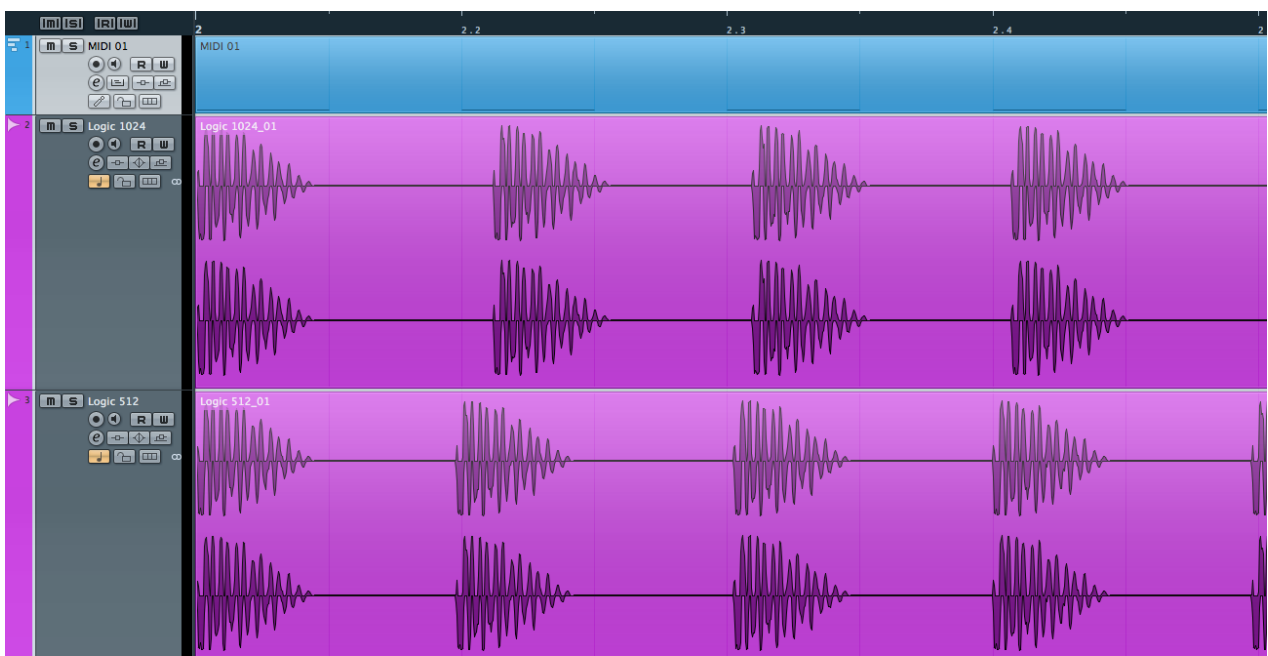 m S R W
2 2.2 2.3 2.4 2
1 m S MIDI 01
MIDI 01
R W
e
2 m S Logic 1024
Logic 1024_01
R W
e
3 m S Logic 512
Logic 512_01
R W
e